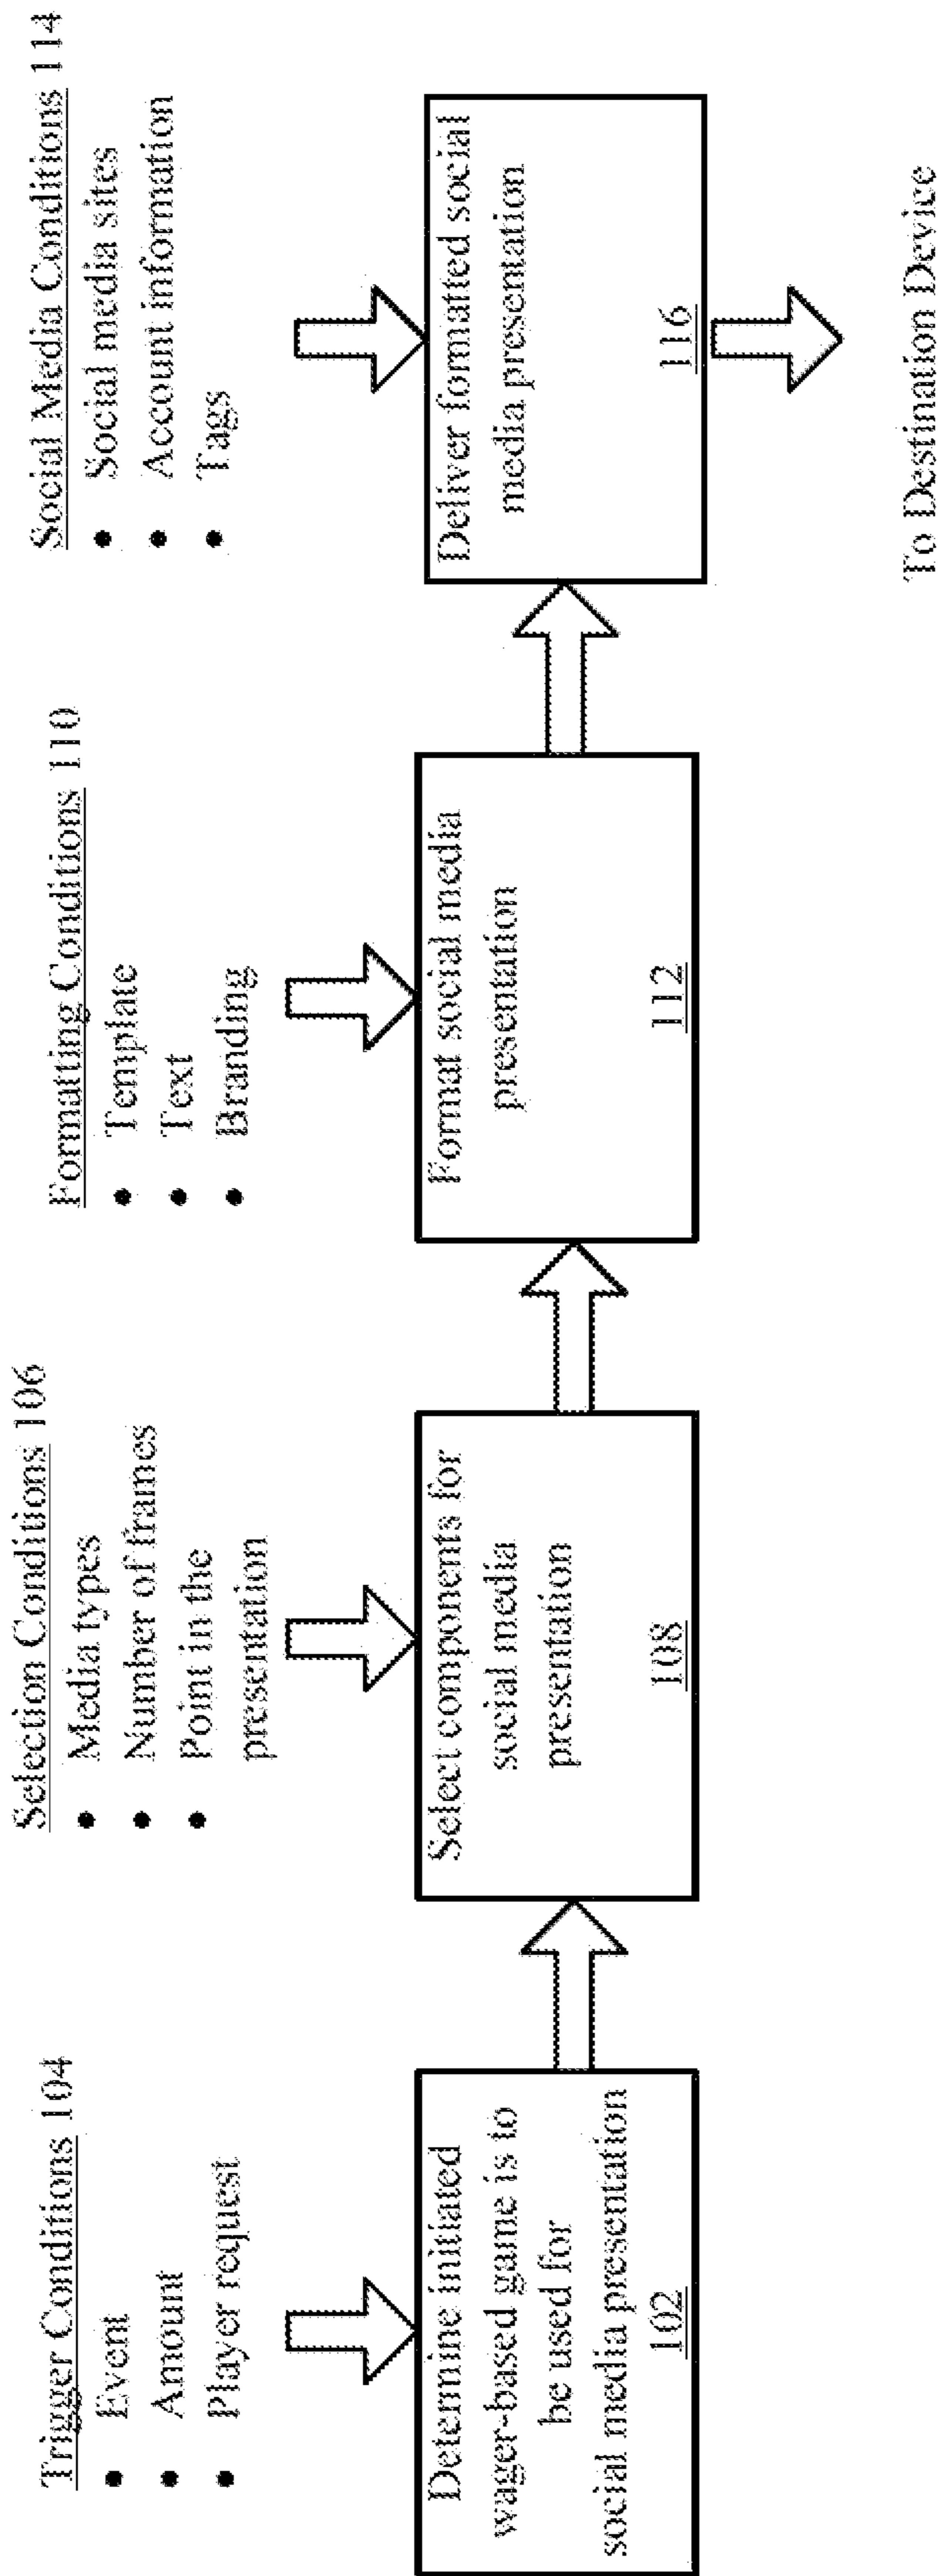 Trigger Conditions 104
• Event
• Amount
• Player request
Determine initiated
wager-based game is to
be used for
social media presentation
102
Selection Conditions 106
• Media types
• Number of frames
• Point in the
presentation
Select components for
social media
presentation
108
Formatting Conditions 110
• Template
• Text
• Branding
Format social media
presentation
112
Social Media Conditions 114
• Social media sites
• Account information
• Tags
Deliver formatted social
media presentation
116
To Destination Device